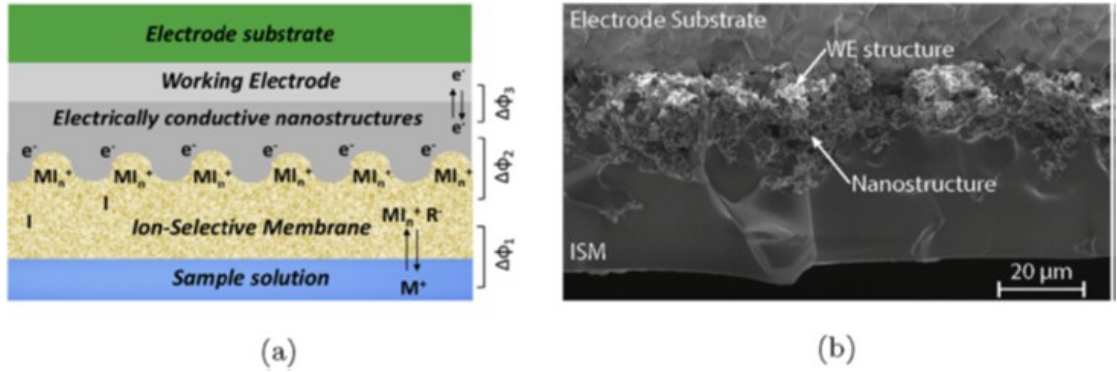 Electrode substrate
Working Electrode
e-
ΔΦ3
Electrically conductive nanostructures
e-
e- e- e- e- e- e-
MIn+ MIn+ MIn+ MIn+ MIn+ MIn+
ΔΦ2
I I
MIn+ R-
Ion-Selective Membrane
ΔΦ1
Sample solution
M+
(a)
Electrode Substrate
WE structure
Nanostructure
ISM
20 μm
(b)